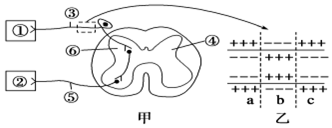 ① ③ ④
⑥
② ⑤
+++ --- +++
--- +++ ---
--- +++ ---
+++ --- +++
a b c
甲 乙